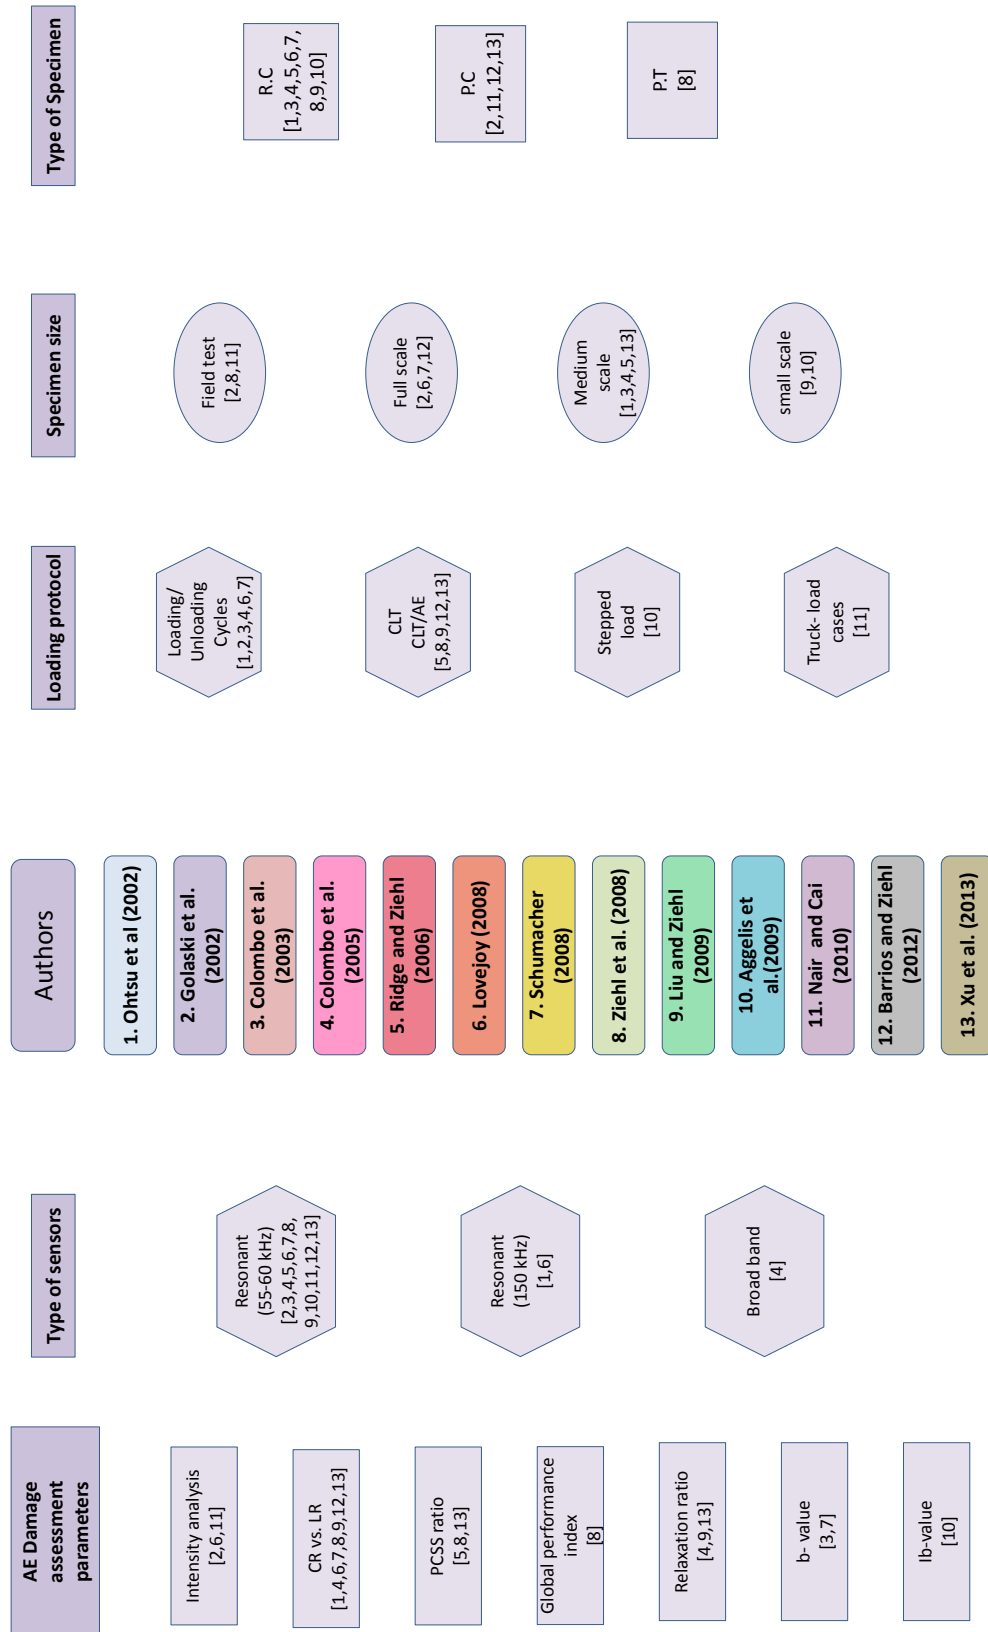 AE Damage
assessment
parameters
Intensity analysis
[2,6,11]
CR vs. LR
[1,4,6,7,8,9,12,13]
PCSS ratio
[5,8,13]
Global performance
index
[8]
Relaxation ratio
[4,9,13]
b- value
[3,7]
Ib-value
[10]
Type of sensors
Resonant
(55-60 kHz)
[2,3,4,5,6,7,8,
9,10,11,12,13]
Resonant
(150 kHz)
[1,6]
Broad band
[4]
Authors
1. Ohtsu et al (2002)
2. Golaski et al.
(2002)
3. Colombo et al.
(2003)
4. Colombo et al.
(2005)
5. Ridge and Ziehl
(2006)
6. Lovejoy (2008)
7. Schumacher
(2008)
8. Ziehl et al. (2008)
9. Liu and Ziehl
(2009)
10. Aggelis et
al.(2009)
11. Nair and Cai
(2010)
12. Barrios and Ziehl
(2012)
13. Xu et al. (2013)
Loading protocol
Loading/
Unloading
Cycles
[1,2,3,4,6,7]
CLT
CLT/AE
[5,8,9,12,13]
Stepped
load
[10]
Truck- load
cases
[11]
Specimen size
Field test
[2,8,11]
Full scale
[2,6,7,12]
Medium
scale
[1,3,4,5,13]
small scale
[9,10]
Type of Specimen
R.C
[1,3,4,5,6,7,
8,9,10]
P.C
[2,11,12,13]
P.T
[8]